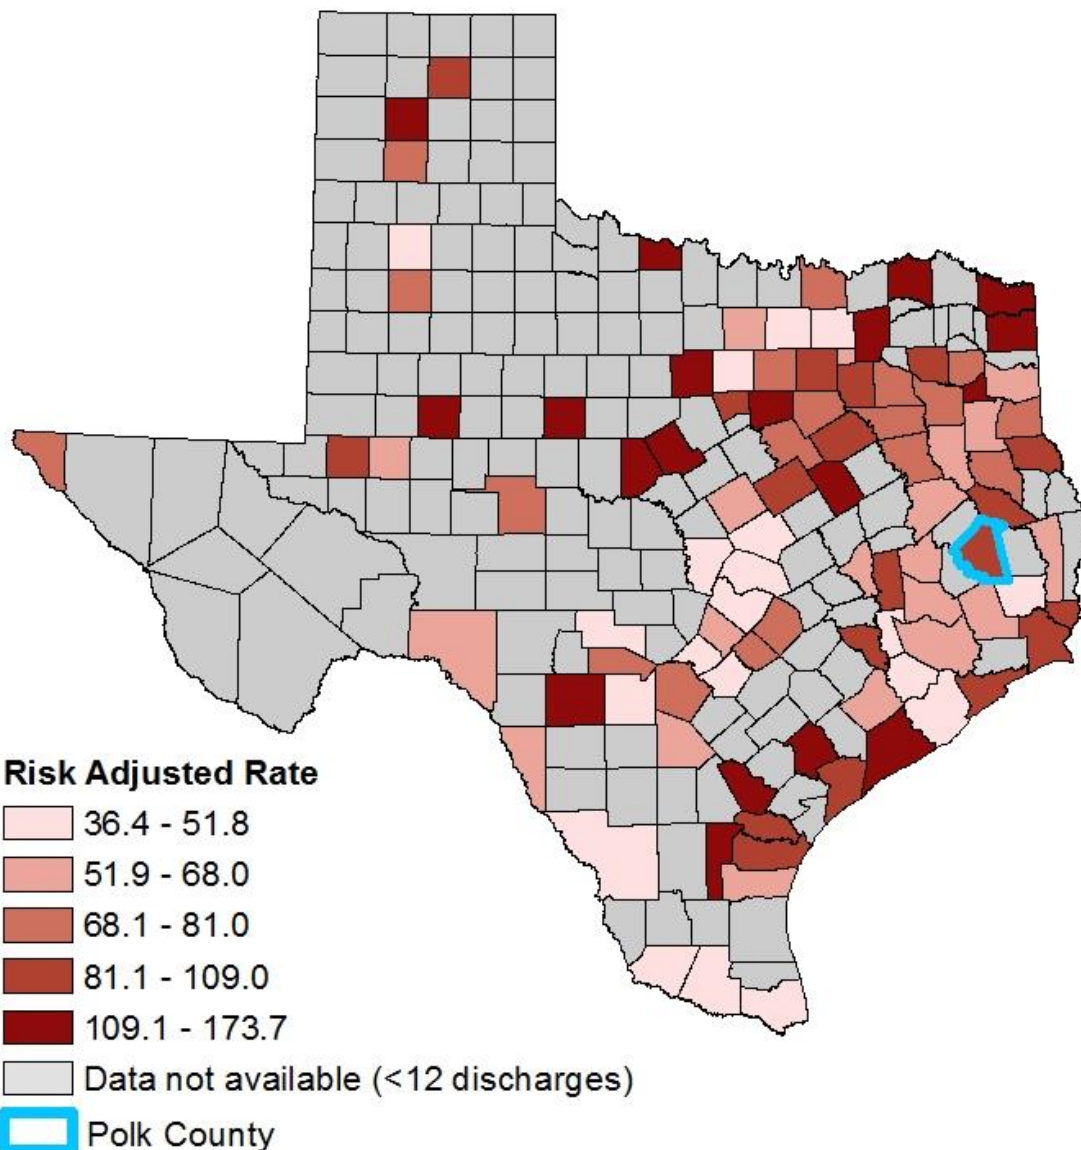 Risk Adjusted Rate
36.4 - 51.8
51.9 - 68.0
68.1 - 81.0
81.1 - 109.0
109.1 - 173.7
Data not available (<12 discharges)
Polk County